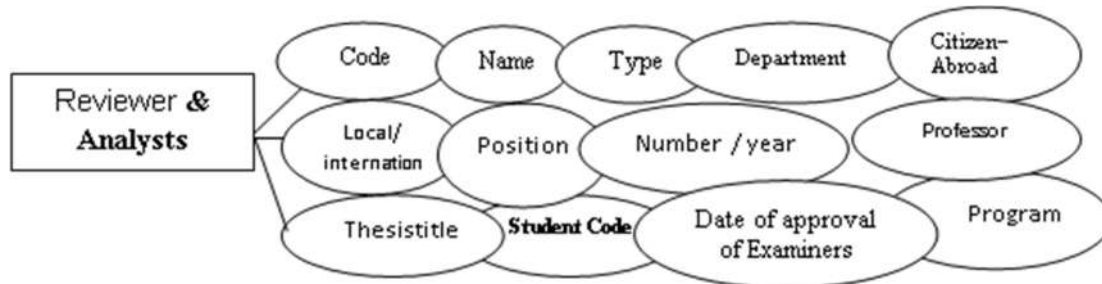 Reviewer &
Analysts
Code
Name
Type
Department
Citizen-
Abroad
Local/
internation
Position
Number / year
Professor
Thesistitle
Student Code
Date of approval
of Examiners
Program